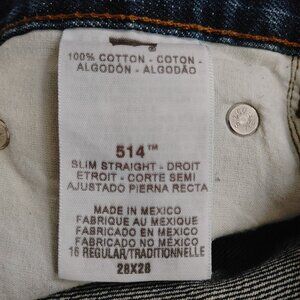 100% COTTON - COTON -
ALGODÓN - ALGODÃO
514™
SLIM STRAIGHT - DROIT
ETROIT - CORTE SEMI
AJUSTADO PIERNA RECTA
MADE IN MEXICO
FABRIQUE AU MEXIQUE
FABRICADO EN MÉXICO
FABRICADO NO MÉXICO
16 REGULAR/TRADITIONNELLE
28X28